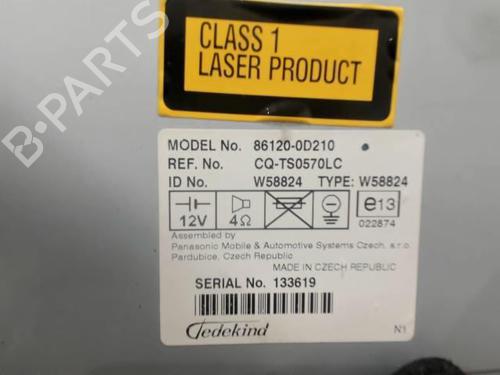 B-PARTS
CLASS 1
LASER PRODUCT
MODEL No. 86120-0D210
REF. No. CQ-TS0570LC
ID No. W58824 TYPE: W58824
12V 4Ω e13
022874
Assembled by
Panasonic Mobile & Automotive Systems Czech, s.r.o.
Pardubice, Czech Republic
MADE IN CZECH REPUBLIC
SERIAL No. 133619
Tedekind N1